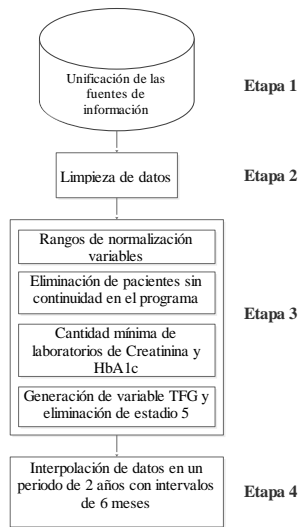 Unificación de las
fuentes de
información
Etapa 1
Limpieza de datos
Etapa 2
Rangos de normalización
variables
Eliminación de pacientes sin
continuidad en el programa
Cantidad mínima de
laboratorios de Creatinina y
HbA1c
Generación de variable TFG y
eliminación de estadio 5
Etapa 3
Interpolación de datos en un
periodo de 2 años con intervalos
de 6 meses
Etapa 4